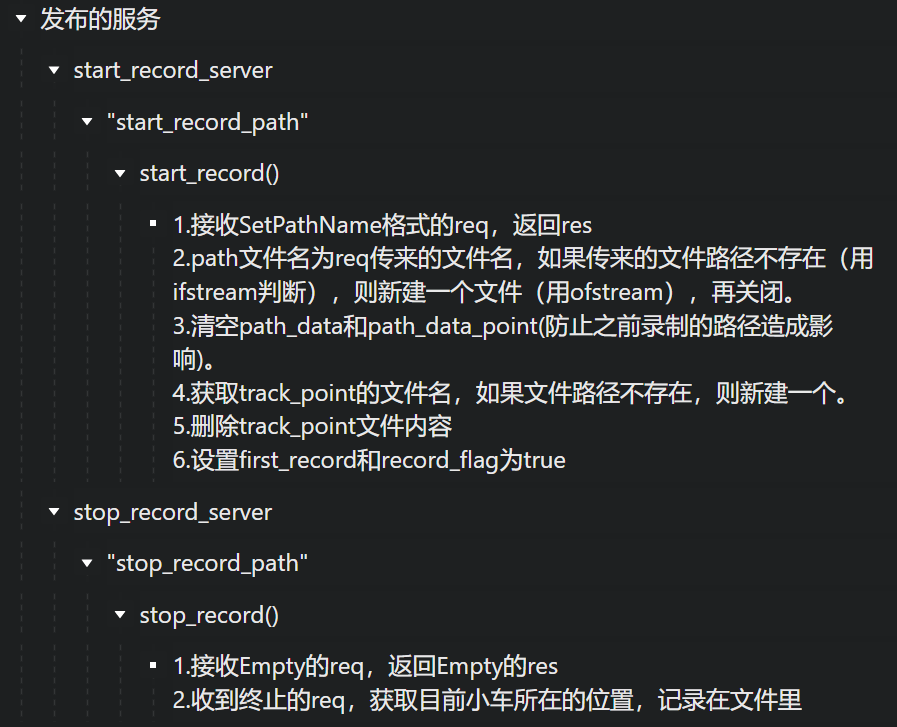 发布的服务
start_record_server
"start_record_path"
start_record()
1.接收SetPathName格式的req，返回res
2.path文件名为req传来的文件名，如果传来的文件路径不存在（用
ifstream判断），则新建一个文件（用ofstream），再关闭。
3.清空path_data和path_data_point(防止之前录制的路径造成影
响)。
4.获取track_point的文件名，如果文件路径不存在，则新建一个。
5.删除track_point文件内容
6.设置first_record和record_flag为true
stop_record_server
"stop_record_path"
stop_record()
1.接收Empty的req，返回Empty的res
2.收到终止的req，获取目前小车所在的位置，记录在文件里